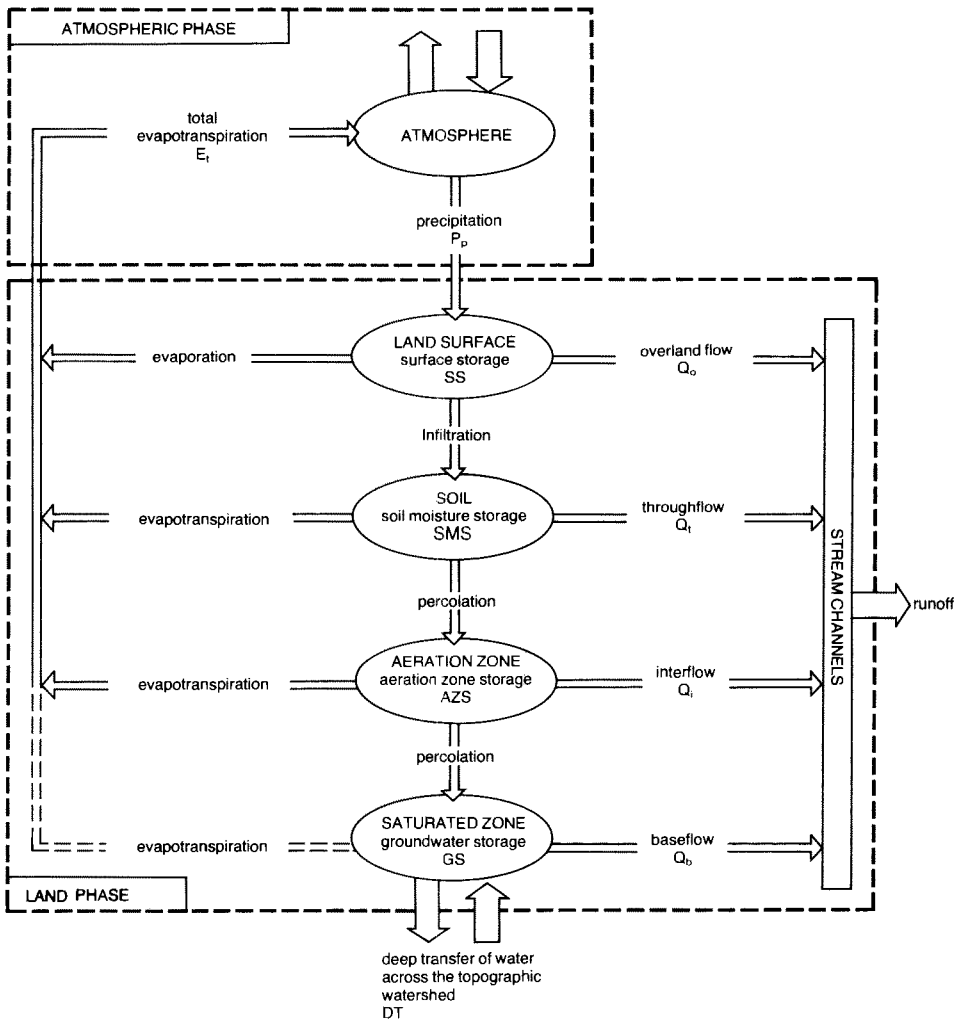 ATMOSPHERIC PHASE
total
evapotranspiration
Eₜ
ATMOSPHERE
precipitation
Pₚ
LAND SURFACE
surface storage
SS
evaporation
overland flow
Qₒ
Infiltration
SOIL
soil moisture storage
SMS
evapotranspiration
throughflow
Qₜ
percolation
STREAM CHANNELS
runoff
AERATION ZONE
aeration zone storage
AZS
evapotranspiration
interflow
Qᵢ
percolation
SATURATED ZONE
groundwater storage
GS
evapotranspiration
baseflow
Q_b
LAND PHASE
deep transfer of water
across the topographic
watershed
DT